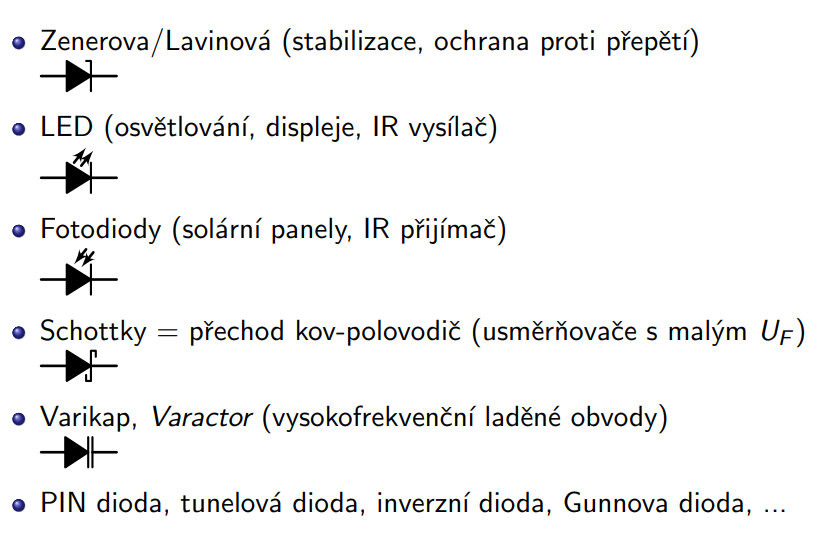 Zenerova/Lavinová (stabilizace, ochrana proti přepětí)
LED (osvětlování, displeje, IR vysílač)
Fotodiody (solární panely, IR přijímač)
Schottky = přechod kov-polovodič (usměrňovače s malým U_F)
Varikap, Varactor (vysokofrekvenční laděné obvody)
PIN dioda, tunelová dioda, inverzní dioda, Gunnova dioda, ...